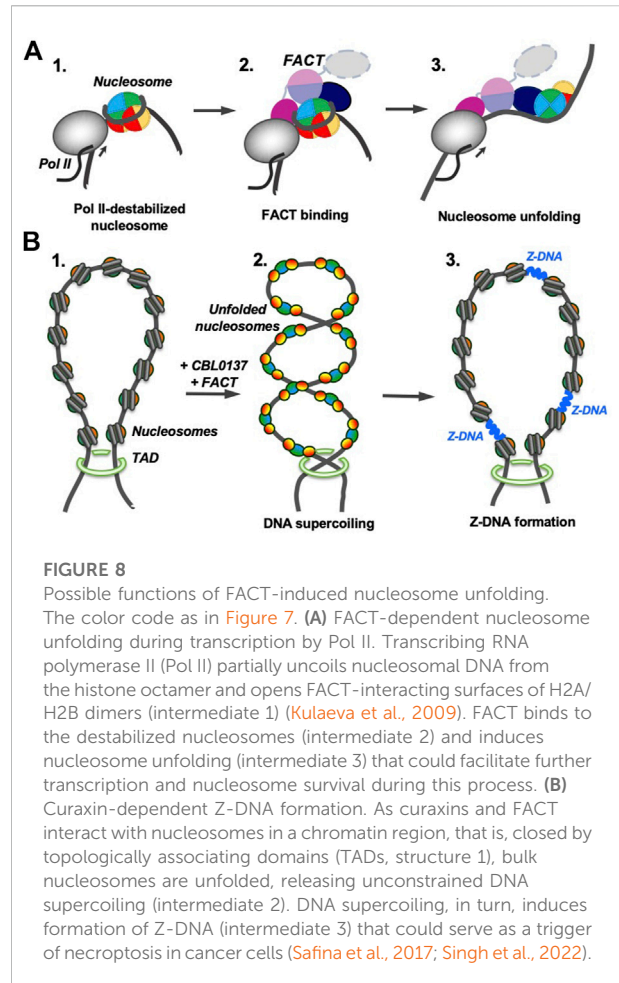 A
1.
2.
3.
Nucleosome
FACT
Pol II
Pol II-destabilized
nucleosome
FACT binding
Nucleosome unfolding
B
1.
2.
3.
Z-DNA
Unfolded
nucleosomes
+ CBL0137
+ FACT
Z-DNA
Z-DNA
Nucleosomes
TAD
DNA supercoiling
Z-DNA formation
FIGURE 8
Possible functions of FACT-induced nucleosome unfolding.
The color code as in Figure 7. (A) FACT-dependent nucleosome
unfolding during transcription by Pol II. Transcribing RNA
polymerase II (Pol II) partially uncoils nucleosomal DNA from
the histone octamer and opens FACT-interacting surfaces of H2A/
H2B dimers (intermediate 1) (Kulaeva et al., 2009). FACT binds to
the destabilized nucleosomes (intermediate 2) and induces
nucleosome unfolding (intermediate 3) that could facilitate further
transcription and nucleosome survival during this process. (B)
Curaxin-dependent Z-DNA formation. As curaxins and FACT
interact with nucleosomes in a chromatin region, that is, closed by
topologically associating domains (TADs, structure 1), bulk
nucleosomes are unfolded, releasing unconstrained DNA
supercoiling (intermediate 2). DNA supercoiling, in turn, induces
formation of Z-DNA (intermediate 3) that could serve as a trigger
of necroptosis in cancer cells (Safina et al., 2017; Singh et al., 2022).